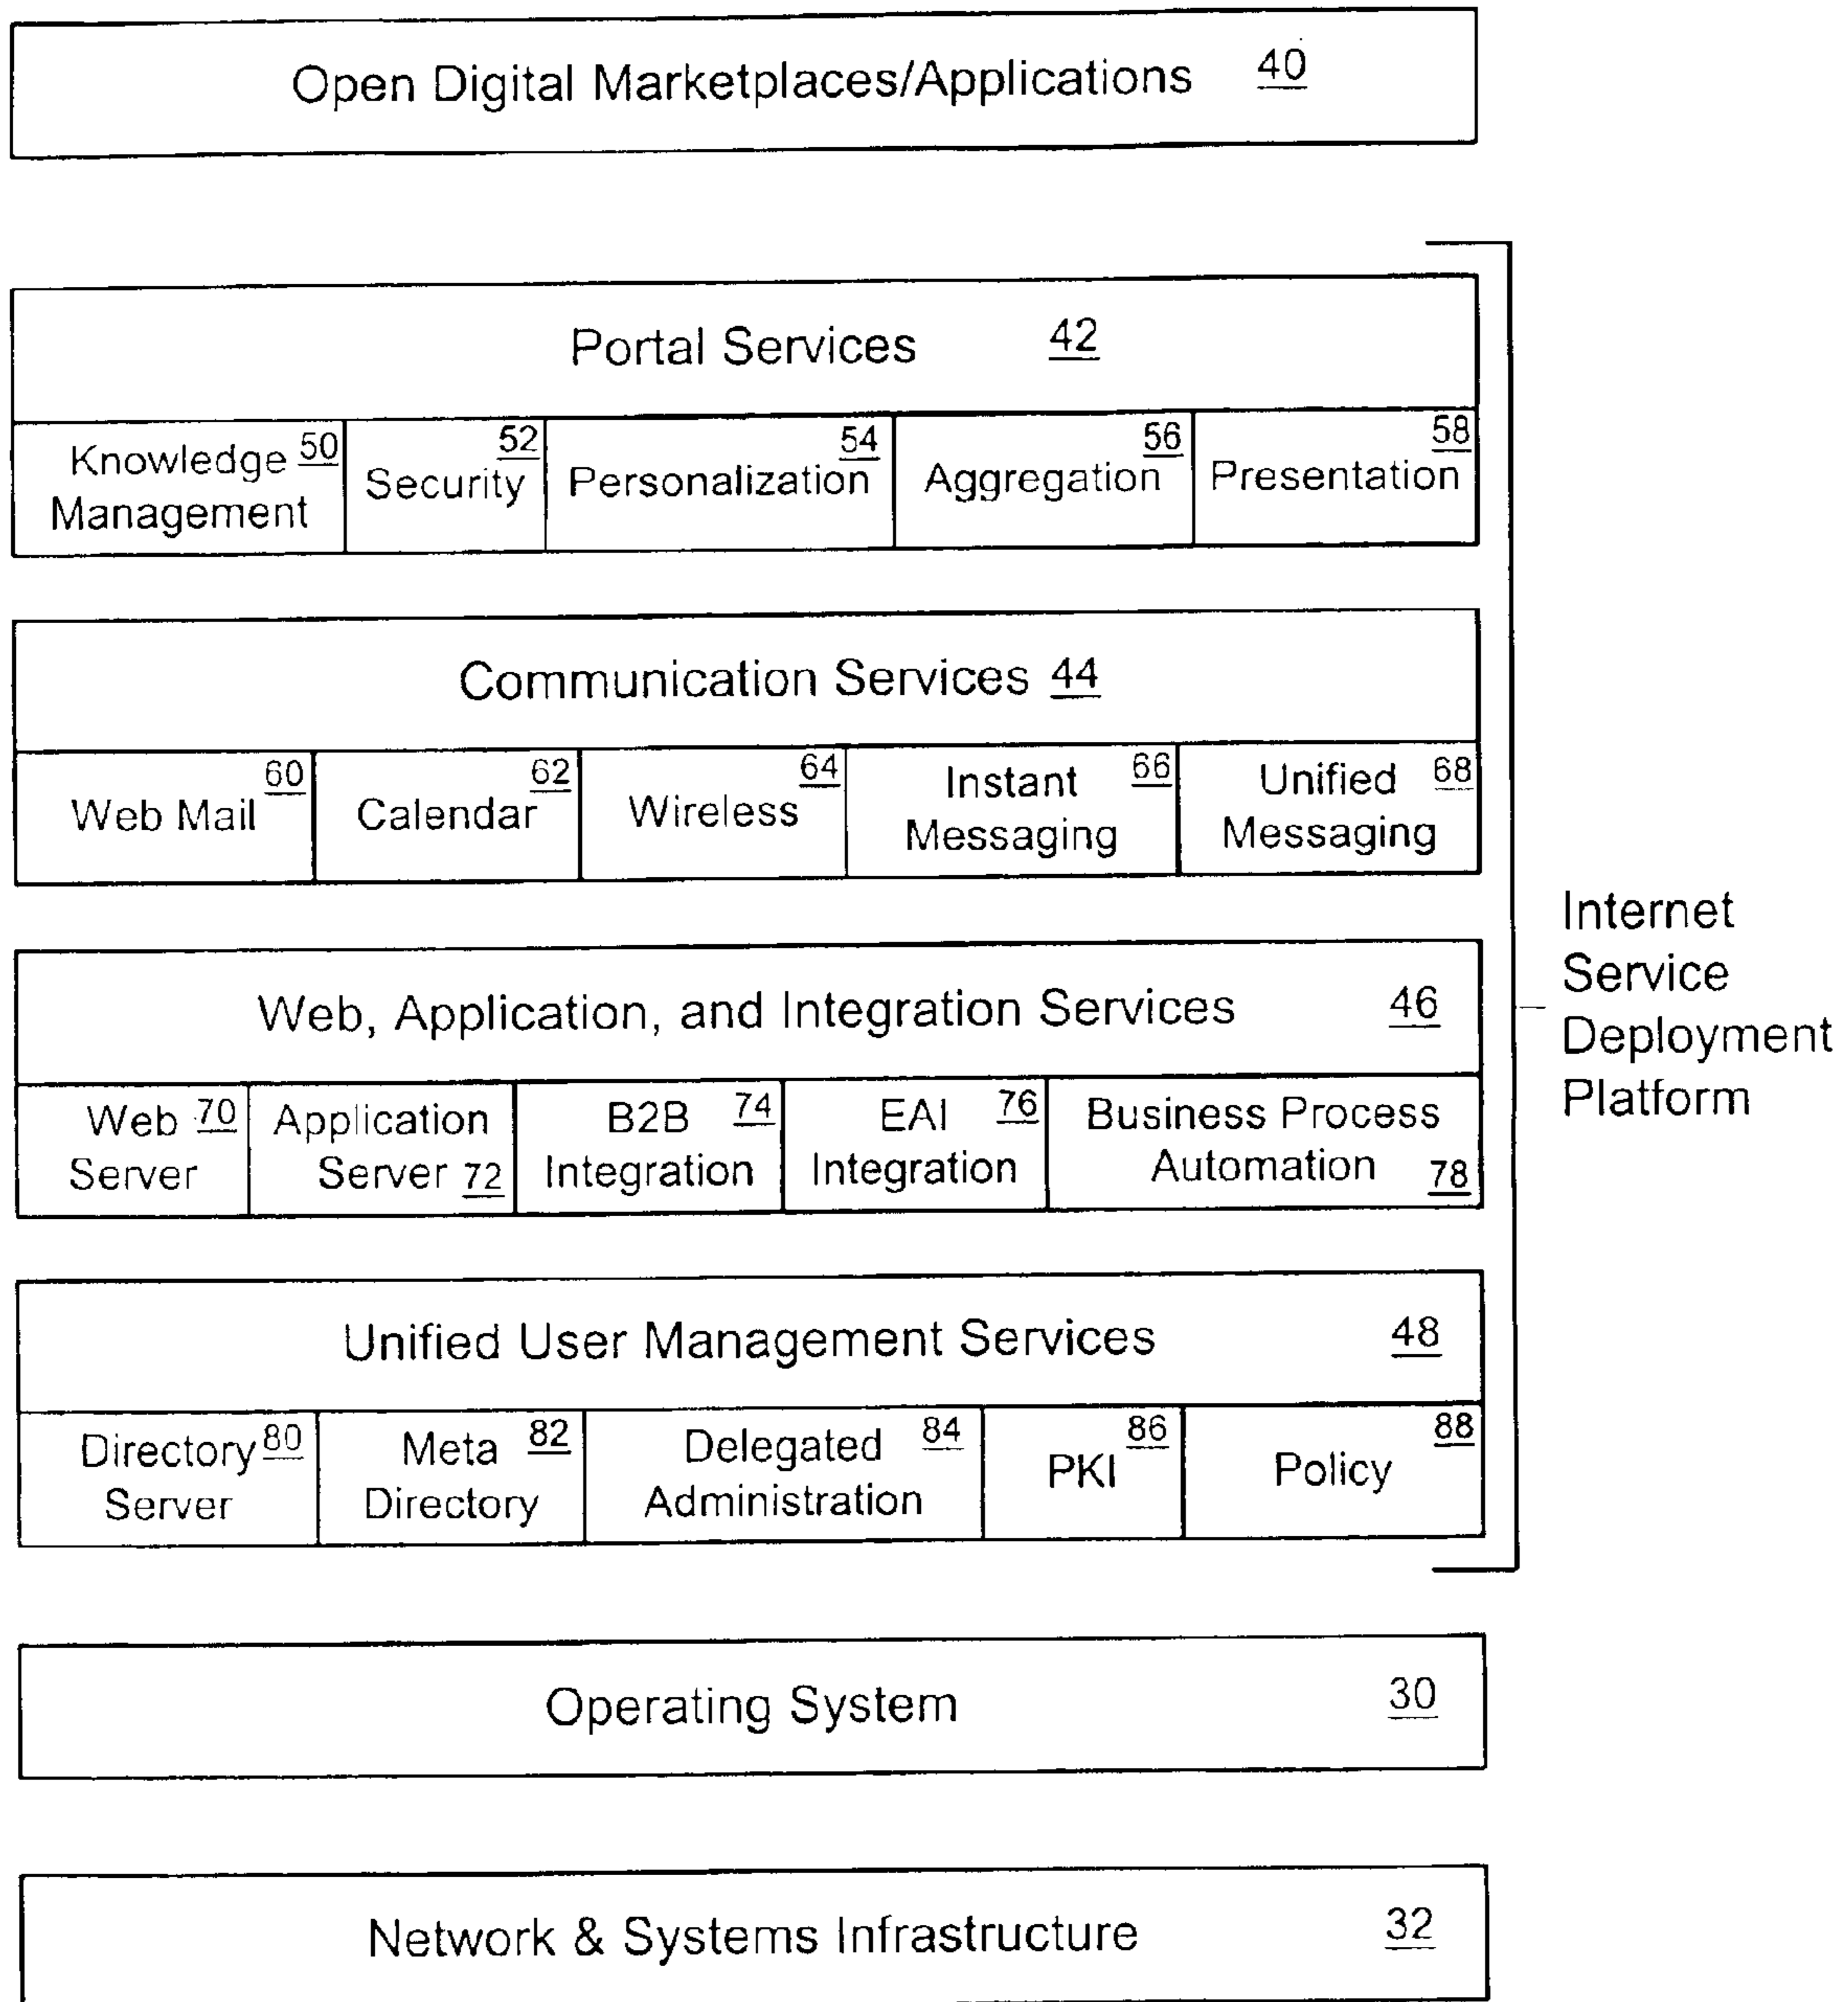 Open Digital Marketplaces/Applications 40
Portal Services 42
Knowledge 50
Management
Security 52
Personalization 54
Aggregation 56
Presentation 58
Communication Services 44
Web Mail 60
Calendar 62
Wireless 64
Instant 66
Messaging
Unified 68
Messaging
Web, Application, and Integration Services 46
Web 70
Server
Application
Server 72
B2B 74
Integration
EAI 76
Integration
Business Process
Automation 78
Unified User Management Services 48
Directory 80
Server
Meta 82
Directory
Delegated 84
Administration
PKI 86
Policy 88
Internet
Service
Deployment
Platform
Operating System 30
Network & Systems Infrastructure 32